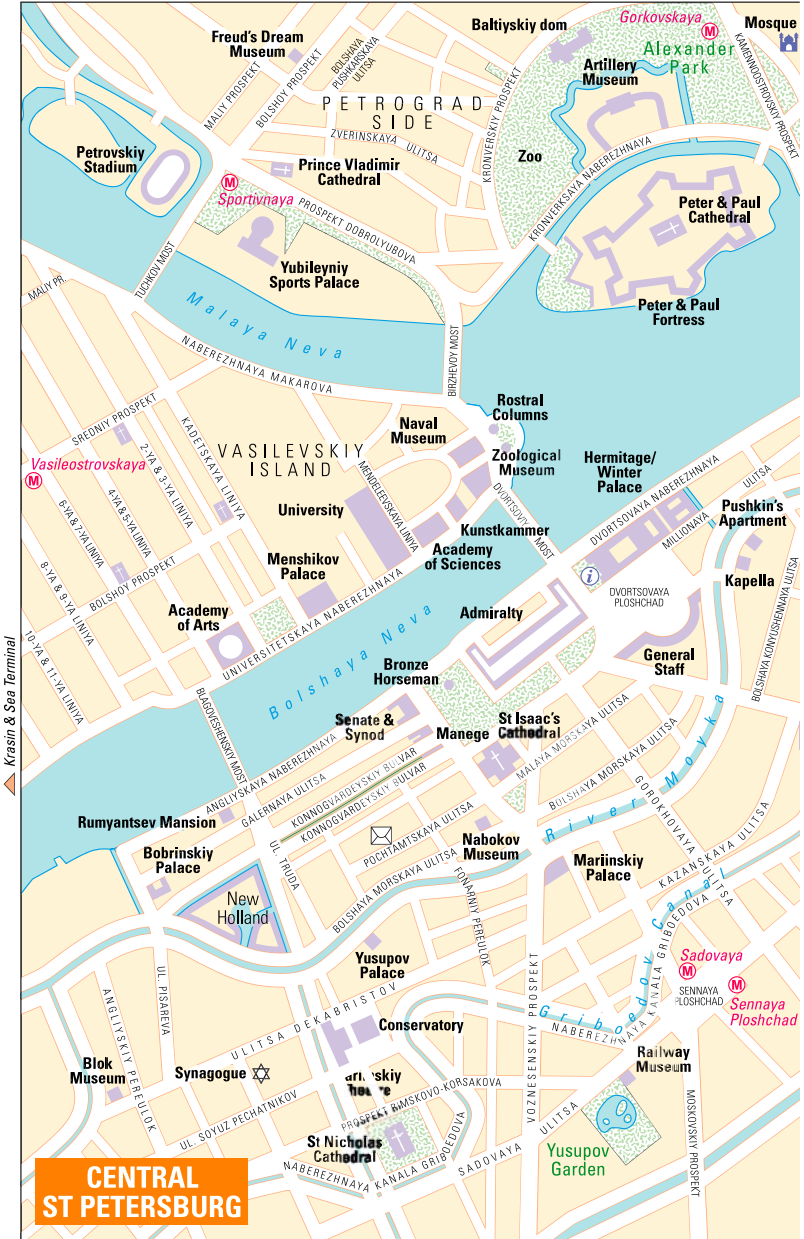 Gorkovskaya
Baltiyskiy dom
Mosque
Freud's Dream
Museum
Alexander
Park
Artillery
Museum
BOLSHAYA
PUSHKARSKAYA
ULITSA
MALIY PROSPEKT
BOLSHOY PROSPEKT
KAMENNOOSTROVSKIY PROSPEKT
KRONVERKSKIY PROSPEKT
PETROGRAD
SIDE
ZVERINSKAYA ULITSA
Zoo
Petrovskiy
Stadium
Prince Vladimir
Cathedral
Sportivnaya
PROSPEKT DOBROLYUBOVA
KRONVERKSAYA NABEREZHNAYA
Peter & Paul
Cathedral
Yubileyniy
Sports Palace
Peter & Paul
Fortress
TUCHKOV MOST
MALIY PR.
Malaya Neva
NABEREZHNAYA MAKAROVA
BIRZHEVOY MOST
Rostral
Columns
SREDNIY PROSPEKT
KADETSKAYA LINIYA
2-YA & 3-YA LINIYA
4-YA & 5-YA LINIYA
6-YA & 7-YA LINIYA
8-YA & 9-YA LINIYA
10-YA & 11-YA LINIYA
Naval
Museum
VASILEVSKIY
ISLAND
Zoological
Museum
Hermitage/
Winter
Palace
Vasileostrovskaya
MENDELEEVSKAYA LINIYA
University
Kunstkammer
DVORTSOVIY MOST
DVORTSOVAYA NABEREZHNAYA
MILLIONAYA ULITSA
Pushkin's
Apartment
Academy
of Sciences
Menshikov
Palace
BOLSHOY PROSPEKT
Kapella
Academy
of Arts
UNIVERSITETSKAYA NABEREZHNAYA
Admiralty
i
DVORTSOVAYA
PLOSHCHAD
BOLSHAYA KONYUSHENNAYA ULITSA
Krasin & Sea Terminal
Bolshaya Neva
Bronze
Horseman
General
Staff
BLAGOVESHENSKIY MOST
Senate &
Synod
Manege
St Isaac's
Cathedral
MALAYA MORSKAYA ULITSA
BOLSHAYA MORSKAYA ULITSA
River Moyka
GOROKHOVAYA ULITSA
ANGLIYSKAYA NABEREZHNAYA
GALERNAYA ULITSA
KONNOGVARDEYSKIY BULVAR
KONNOGVARDEYSKIY BULVAR
Rumyantsev Mansion
POCHTAMTSKAYA ULITSA
Nabokov
Museum
Bobrinskiy
Palace
UL. TRUDA
BOLSHAYA MORSKAYA ULITSA
FONARNIY PEREULOK
Mariinskiy
Palace
KAZANSKAYA ULITSA
New
Holland
Griboedov Canal
NABEREZHNAYA KANALA GRIBOEDOVA
Yusupov
Palace
Sadovaya
SENNAYA
PLOSHCHAD
Sennaya
Ploshchad
UL. PISAREVA
ANGLIYSKIY PEREULOK
ULITSA DEKABRISTOV
Conservatory
VOZNESENSKIY PROSPEKT
Railway
Museum
Blok
Museum
Synagogue
PROSPEKT RIMSKOVO-KORSAKOVA
UL. SOYUZ PECHATNIKOV
St Nicholas
Cathedral
NABEREZHNAYA KANALA GRIBOEDOVA
SADOVAYA ULITSA
MOSKOVSKIY PROSPEKT
Yusupov
Garden
CENTRAL
ST PETERSBURG